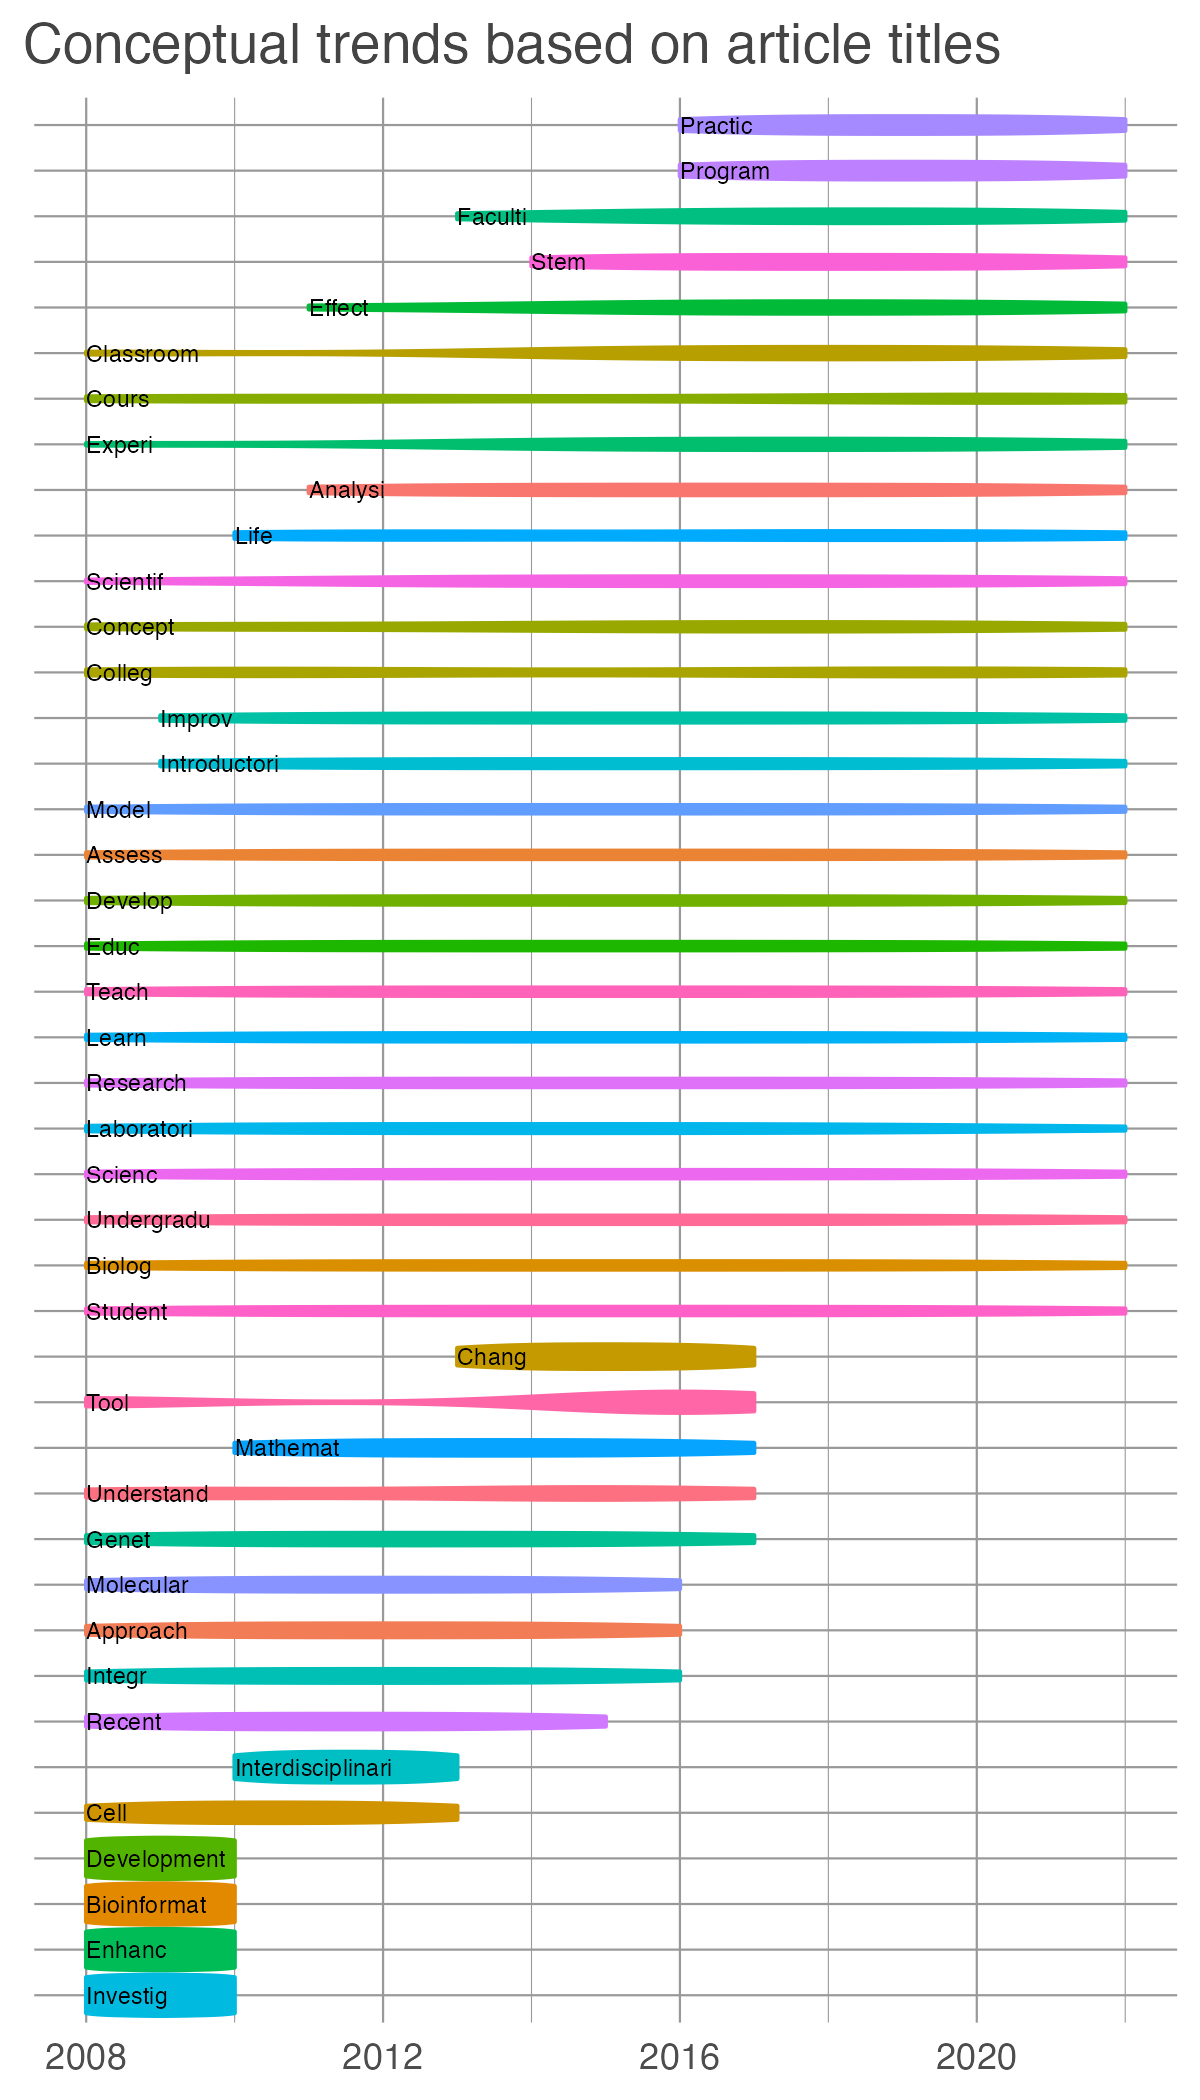 Conceptual trends based on article titles
Practic
Program
Faculti
Stem
Effect
Classroom
Cours
Experi
Analysi
Life
Scientif
Concept
Colleg
Improv
Introductori
Model
Assess
Develop
Educ
Teach
Learn
Research
Laboratori
Scienc
Undergradu
Biolog
Student
Chang
Tool
Mathemat
Understand
Genet
Molecular
Approach
Integr
Recent
Interdisciplinari
Cell
Development
Bioinformat
Enhanc
Investig
2008 2012 2016 2020